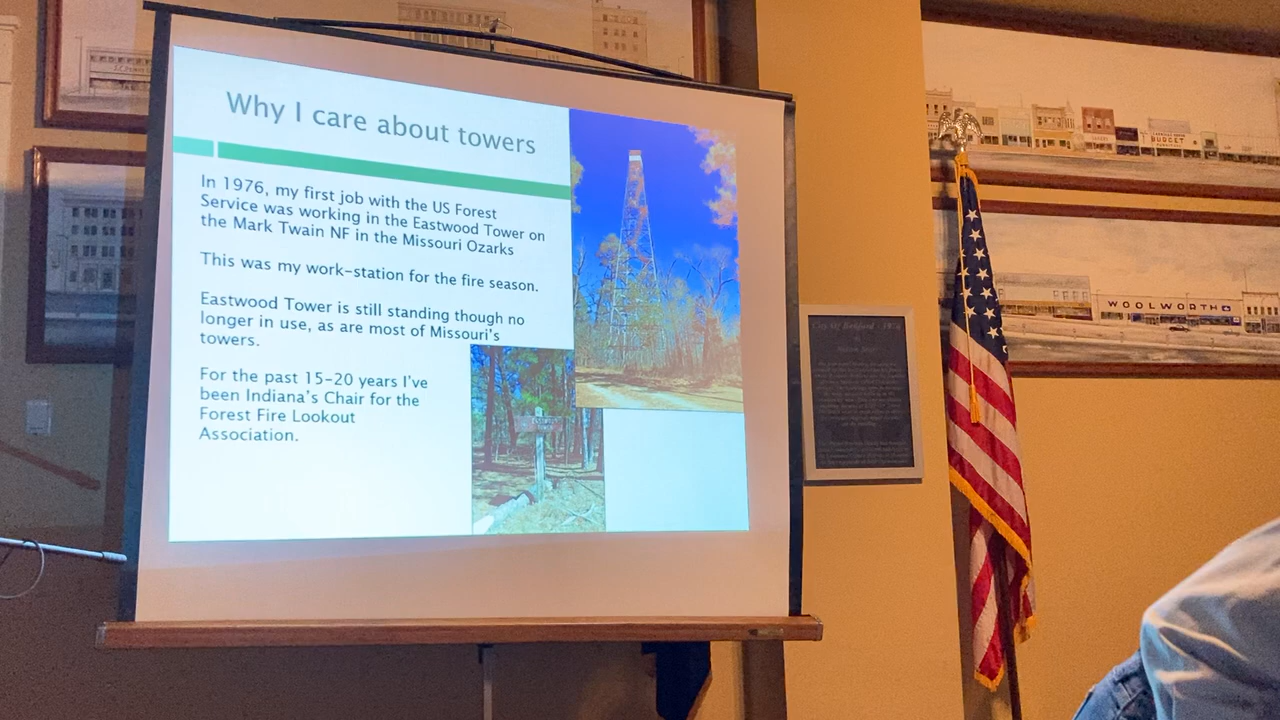 Why I care about towers
In 1976, my first job with the US Forest
Service was working in the Eastwood Tower on
the Mark Twain NF in the Missouri Ozarks
This was my work-station for the fire season.
Eastwood Tower is still standing though no
longer in use, as are most of Missouri's
towers.
For the past 15-20 years I've
been Indiana's Chair for the
Forest Fire Lookout
Association.
BUDGET
WOOLWORTH